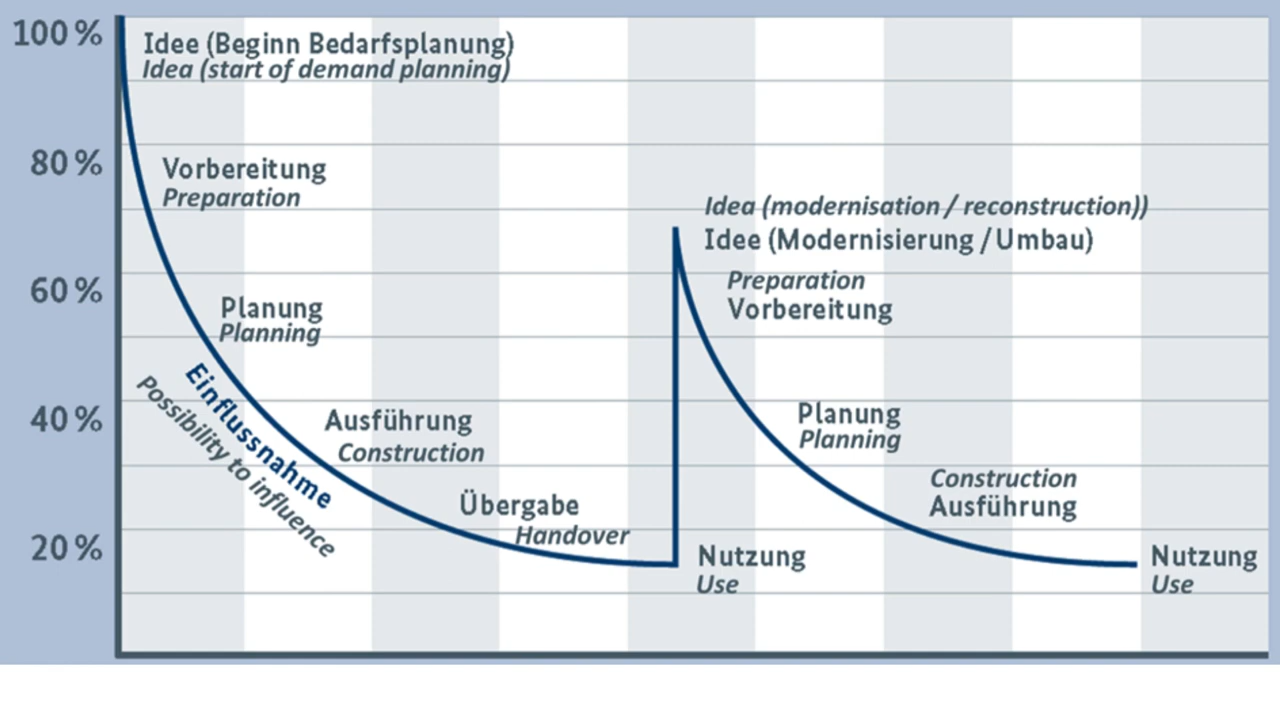 100 %
80 %
60 %
40 %
20 %
Idee (Beginn Bedarfsplanung)
Idea (start of demand planning)
Vorbereitung
Preparation
Planung
Planning
Einflussnahme
Possibility to influence
Ausführung
Construction
Übergabe
Handover
Nutzung
Use
Idea (modernisation / reconstruction))
Idee (Modernisierung / Umbau)
Preparation
Vorbereitung
Planung
Planning
Construction
Ausführung
Nutzung
Use